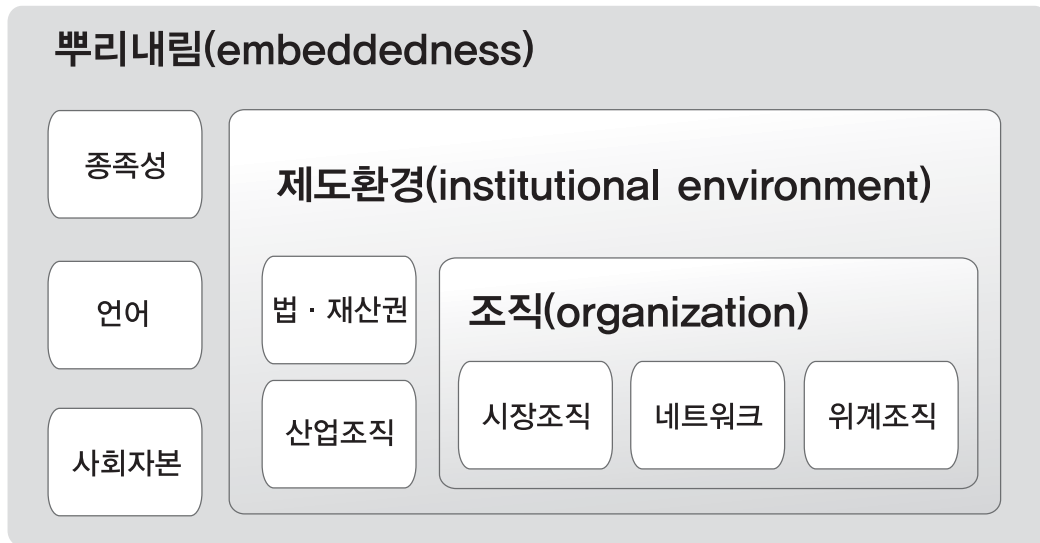 뿌리내림(embeddedness)
종족성
언어
사회자본
제도환경(institutional environment)
법 · 재산권
산업조직
조직(organization)
시장조직
네트워크
위계조직